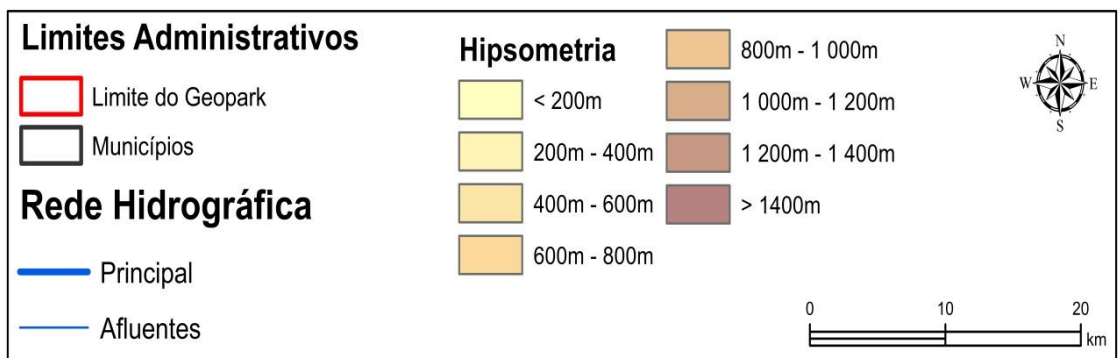 Limites Administrativos
Limite do Geopark
Municípios
Rede Hidrográfica
Principal
Afluentes
Hipsometria
< 200m
200m - 400m
400m - 600m
600m - 800m
800m - 1 000m
1 000m - 1 200m
1 200m - 1 400m
> 1400m
N
W E
S
0 10 20
km